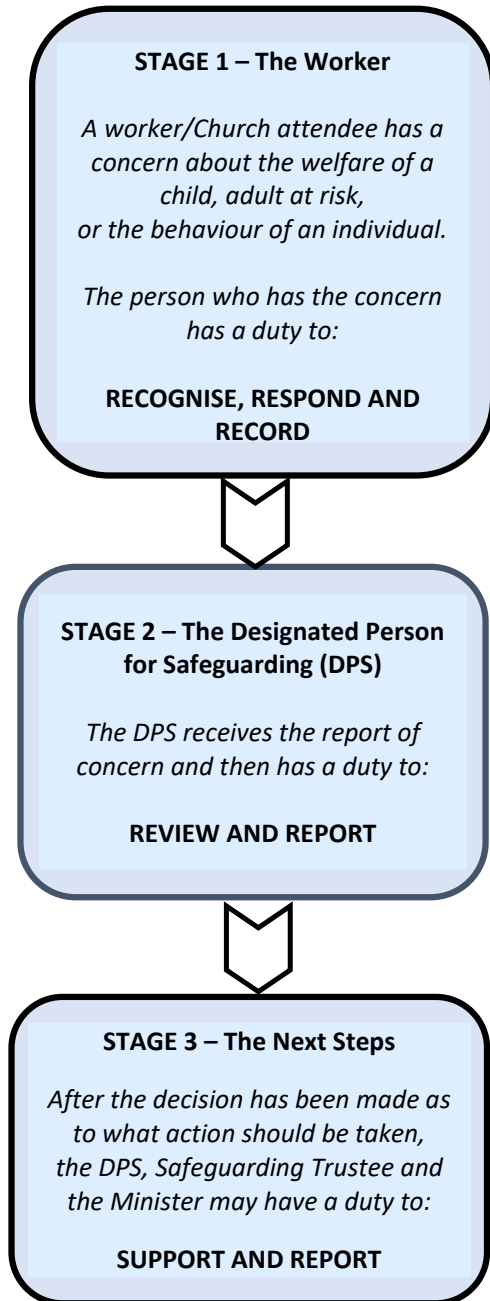 STAGE 1 – The Worker
A worker/Church attendee has a
concern about the welfare of a
child, adult at risk,
or the behaviour of an individual.
The person who has the concern
has a duty to:
RECOGNISE, RESPOND AND
RECORD
STAGE 2 – The Designated Person
for Safeguarding (DPS)
The DPS receives the report of
concern and then has a duty to:
REVIEW AND REPORT
STAGE 3 – The Next Steps
After the decision has been made as
to what action should be taken,
the DPS, Safeguarding Trustee and
the Minister may have a duty to:
SUPPORT AND REPORT